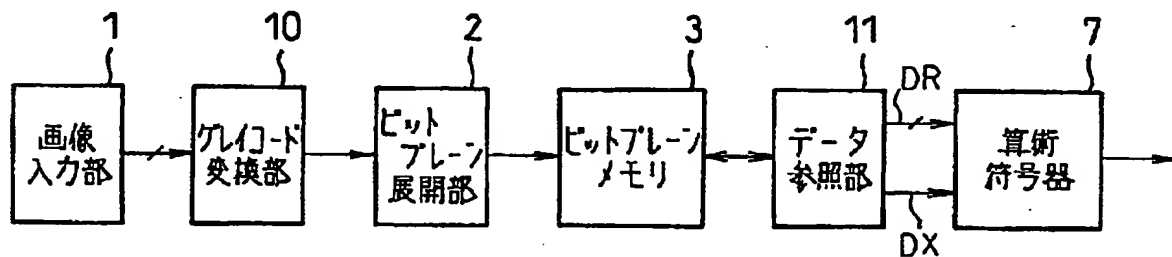 1
10
2
3
11
7
画像
入力部
グレイコード
変換部
ビット
プレーン
展開部
ビットプレーン
メモリ
データ
参照部
DR
DX
算術
符号器